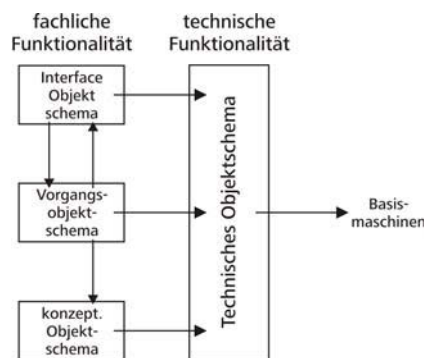 fachliche
Funktionalität
technische
Funktionalität
Interface
Objekt
schema
Vorgangs-
objekt-
schema
konzept.
Objekt-
schema
Technisches Objektschema
Basis-
maschinen